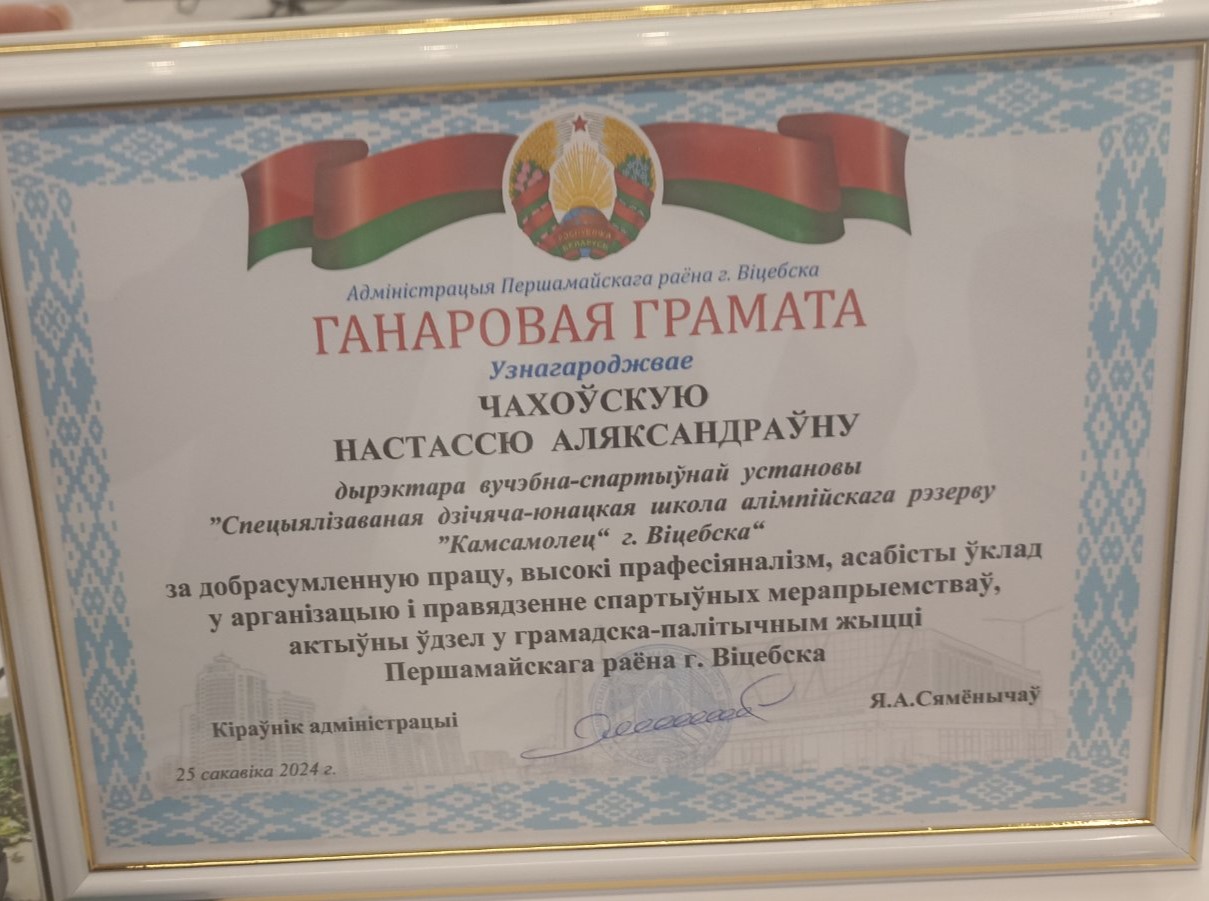 РЭСПУБЛІКА
БЕЛАРУСЬ
Адміністрацыя Першамайскага раёна г. Віцебска
ГАНАРОВАЯ ГРАМАТА
Узнагароджвае
ЧАХОЎСКУЮ
НАСТАССЮ АЛЯКСАНДРАЎНУ
дырэктара вучэбна-спартыўнай установы
”Спецыялізаваная дзіцяча-юнацкая школа алімпійскага рэзерву
”Камсамолец“ г. Віцебска“
за добрасумленную працу, высокі прафесіяналізм, асабісты ўклад
у арганізацыю і правядзенне спартыўных мерапрыемстваў,
актыўны ўдзел у грамадска-палітычным жыцці
Першамайскага раёна г. Віцебска
Кіраўнік адміністрацыі
Я.А.Сямёнычаў
25 сакавіка 2024 г.